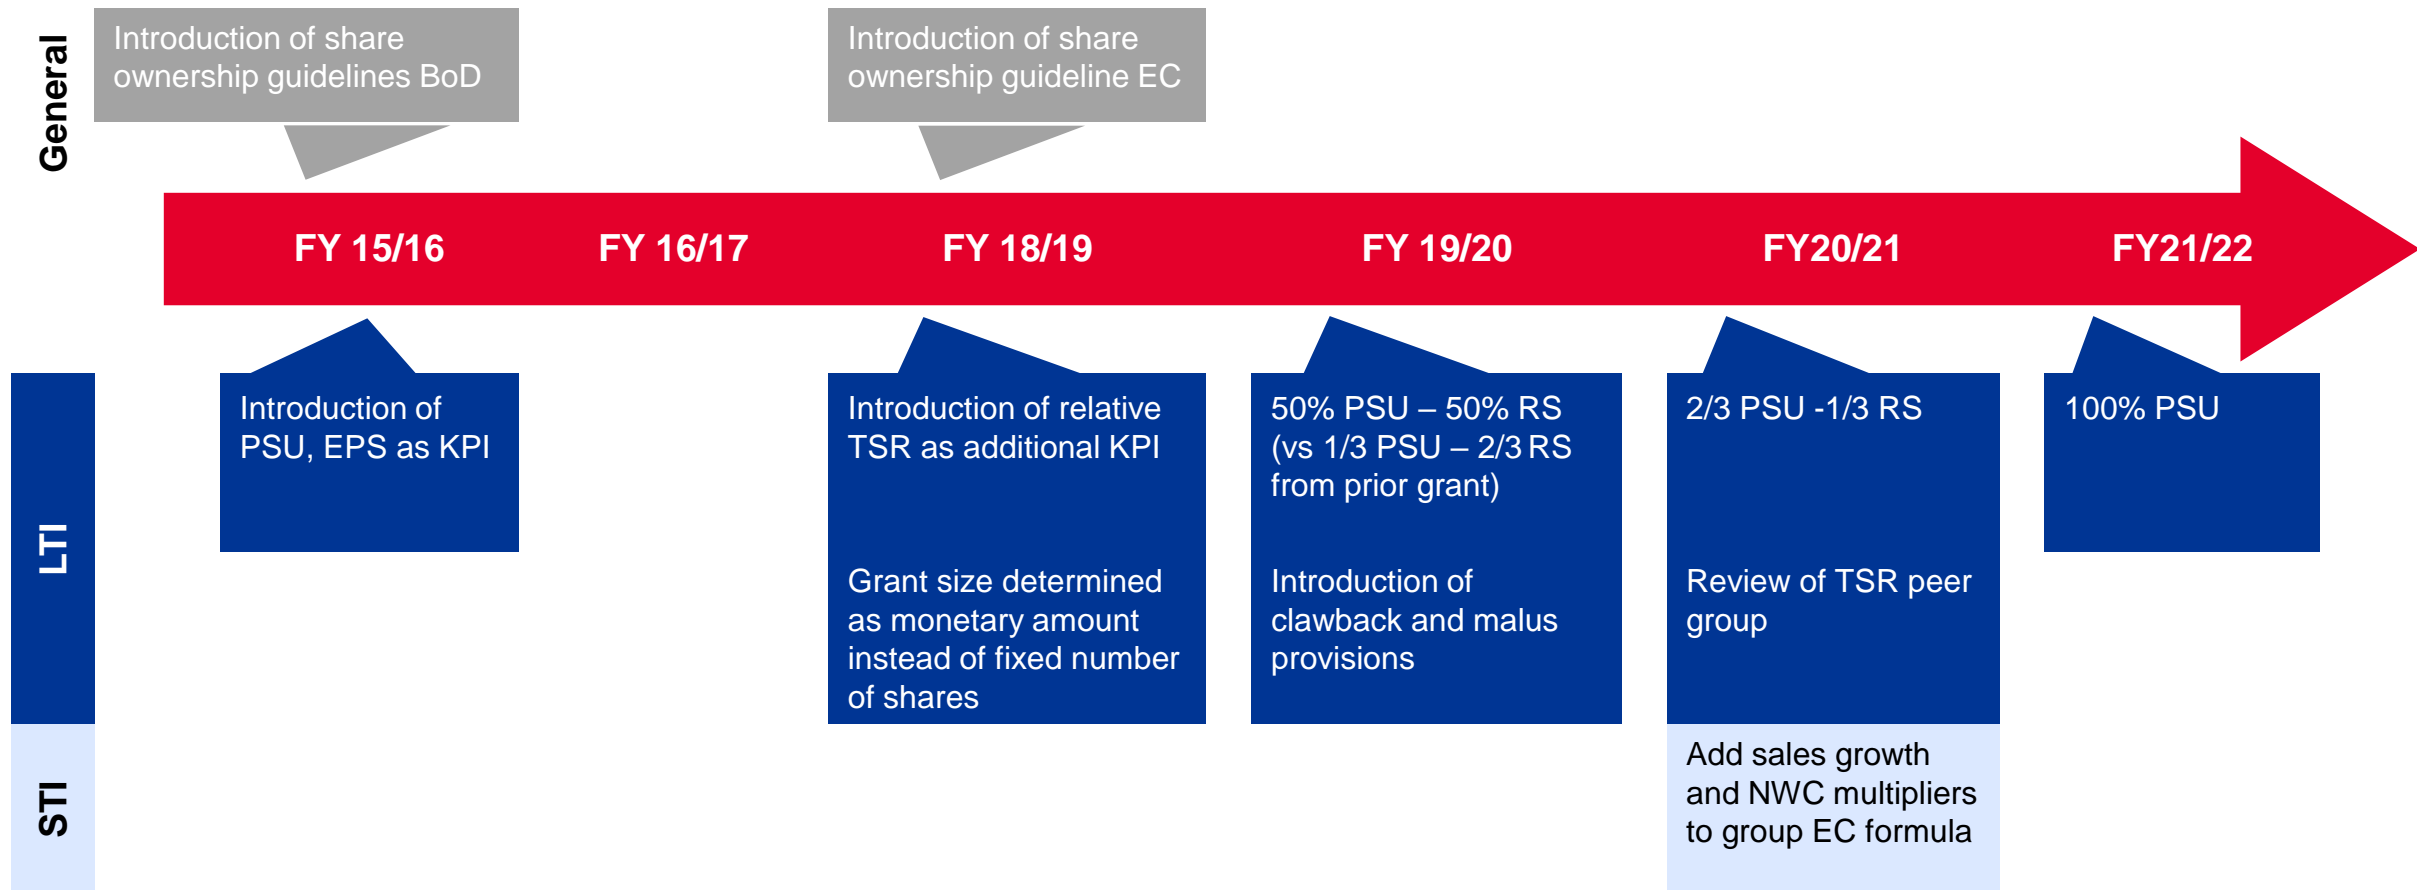 General
Introduction of share
ownership guidelines BoD
Introduction of share
ownership guideline EC
FY 15/16
FY 16/17
FY 18/19
FY 19/20
FY20/21
FY21/22
LTI
Introduction of
PSU, EPS as KPI
Introduction of relative
TSR as additional KPI
Grant size determined
as monetary amount
instead of fixed number
of shares
50% PSU – 50% RS
(vs 1/3 PSU – 2/3 RS
from prior grant)
Introduction of
clawback and malus
provisions
2/3 PSU -1/3 RS
Review of TSR peer
group
100% PSU
STI
Add sales growth
and NWC multipliers
to group EC formula